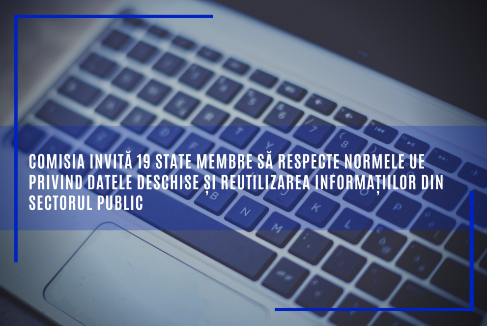 COMISIA INVITĂ 19 STATE MEMBRE SĂ RESPECTE NORMELE UE
PRIVIND DATELE DESCHISE ȘI REUTILIZAREA INFORMAȚIILOR DIN
SECTORUL PUBLIC